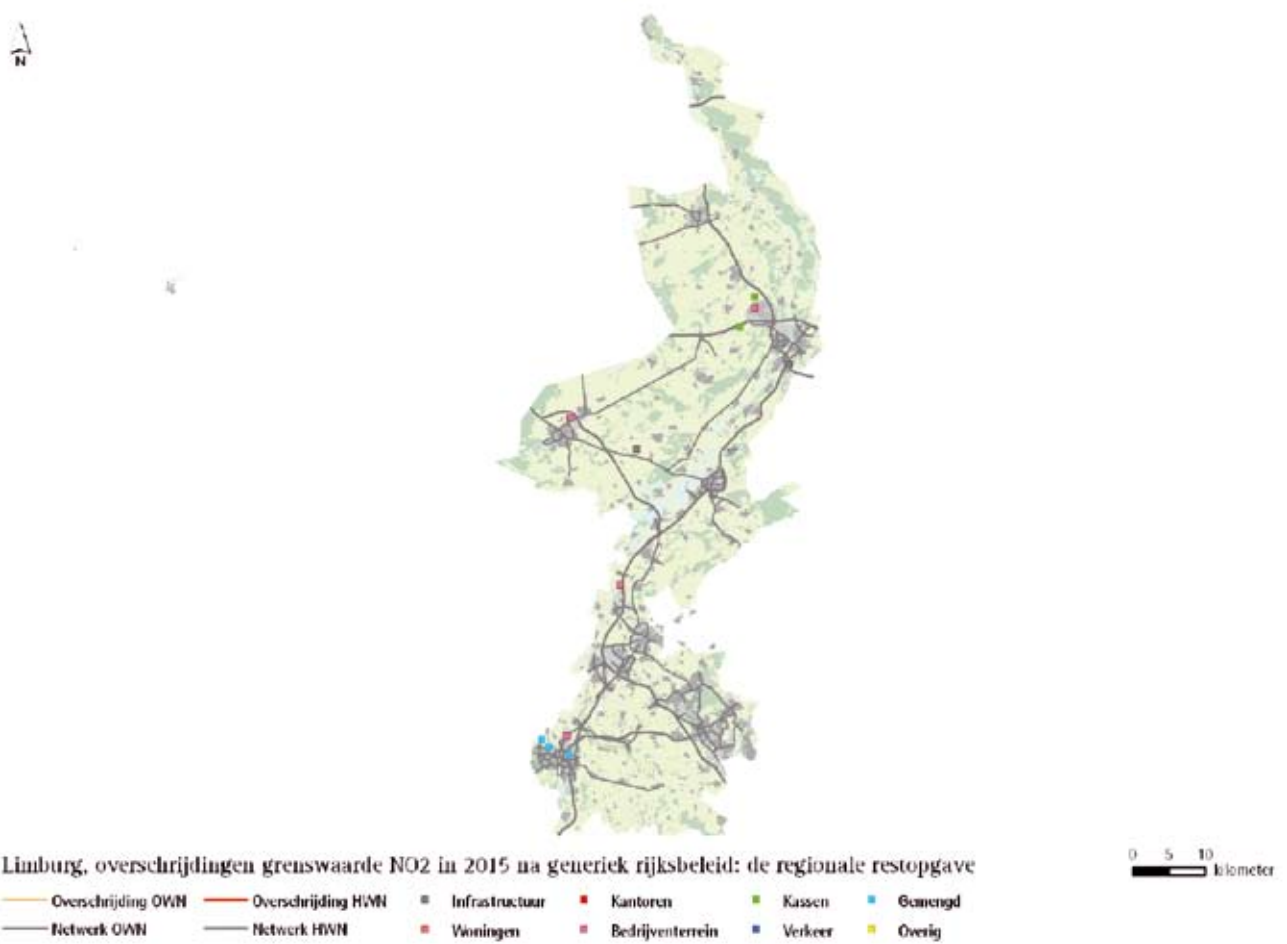 N
Limburg, overschrijdingen grenswaarde NO2 in 2015 na generiek rijksbeleid: de regionale restopgave
0 5 10
kilometer
Overschrijding OWN Overschrijding HWN Infrastructuur Kantoren Kassen Gemengd
Netwerk OWN Netwerk HWN Woningen Bedrijventerrein Verkeer Overig